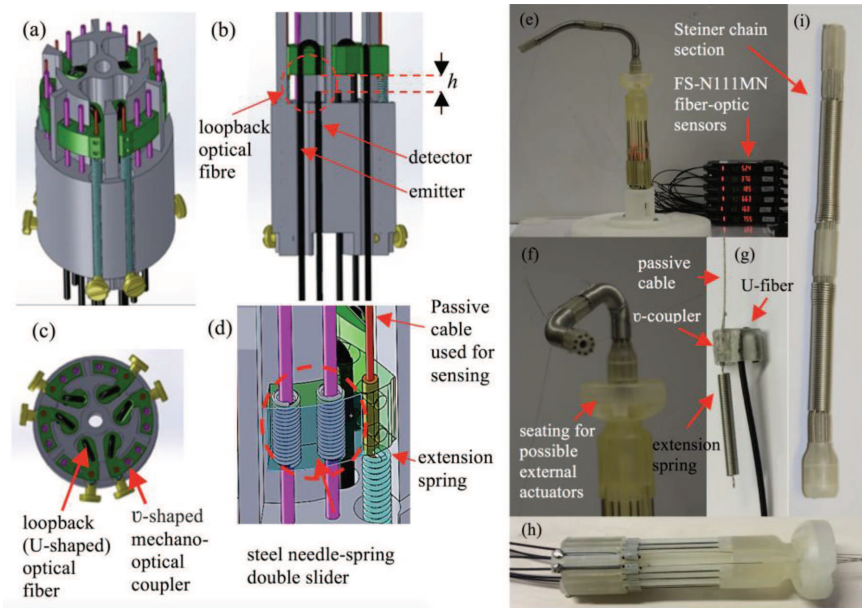 (a)
(b)
h
loopback
optical
fibre
detector
emitter
(c)
(d)
Passive
cable
used for
sensing
extension
spring
loopback
(U-shaped)
optical
fiber
ʋ-shaped
mechano-
optical
coupler
steel needle-spring
double slider
(e)
Steiner chain
section
FS-N111MN
fiber-optic
sensors
(i)
(f)
(g)
passive
cable
U-fiber
ʋ-coupler
extension
spring
seating for
possible
external
actuators
(h)